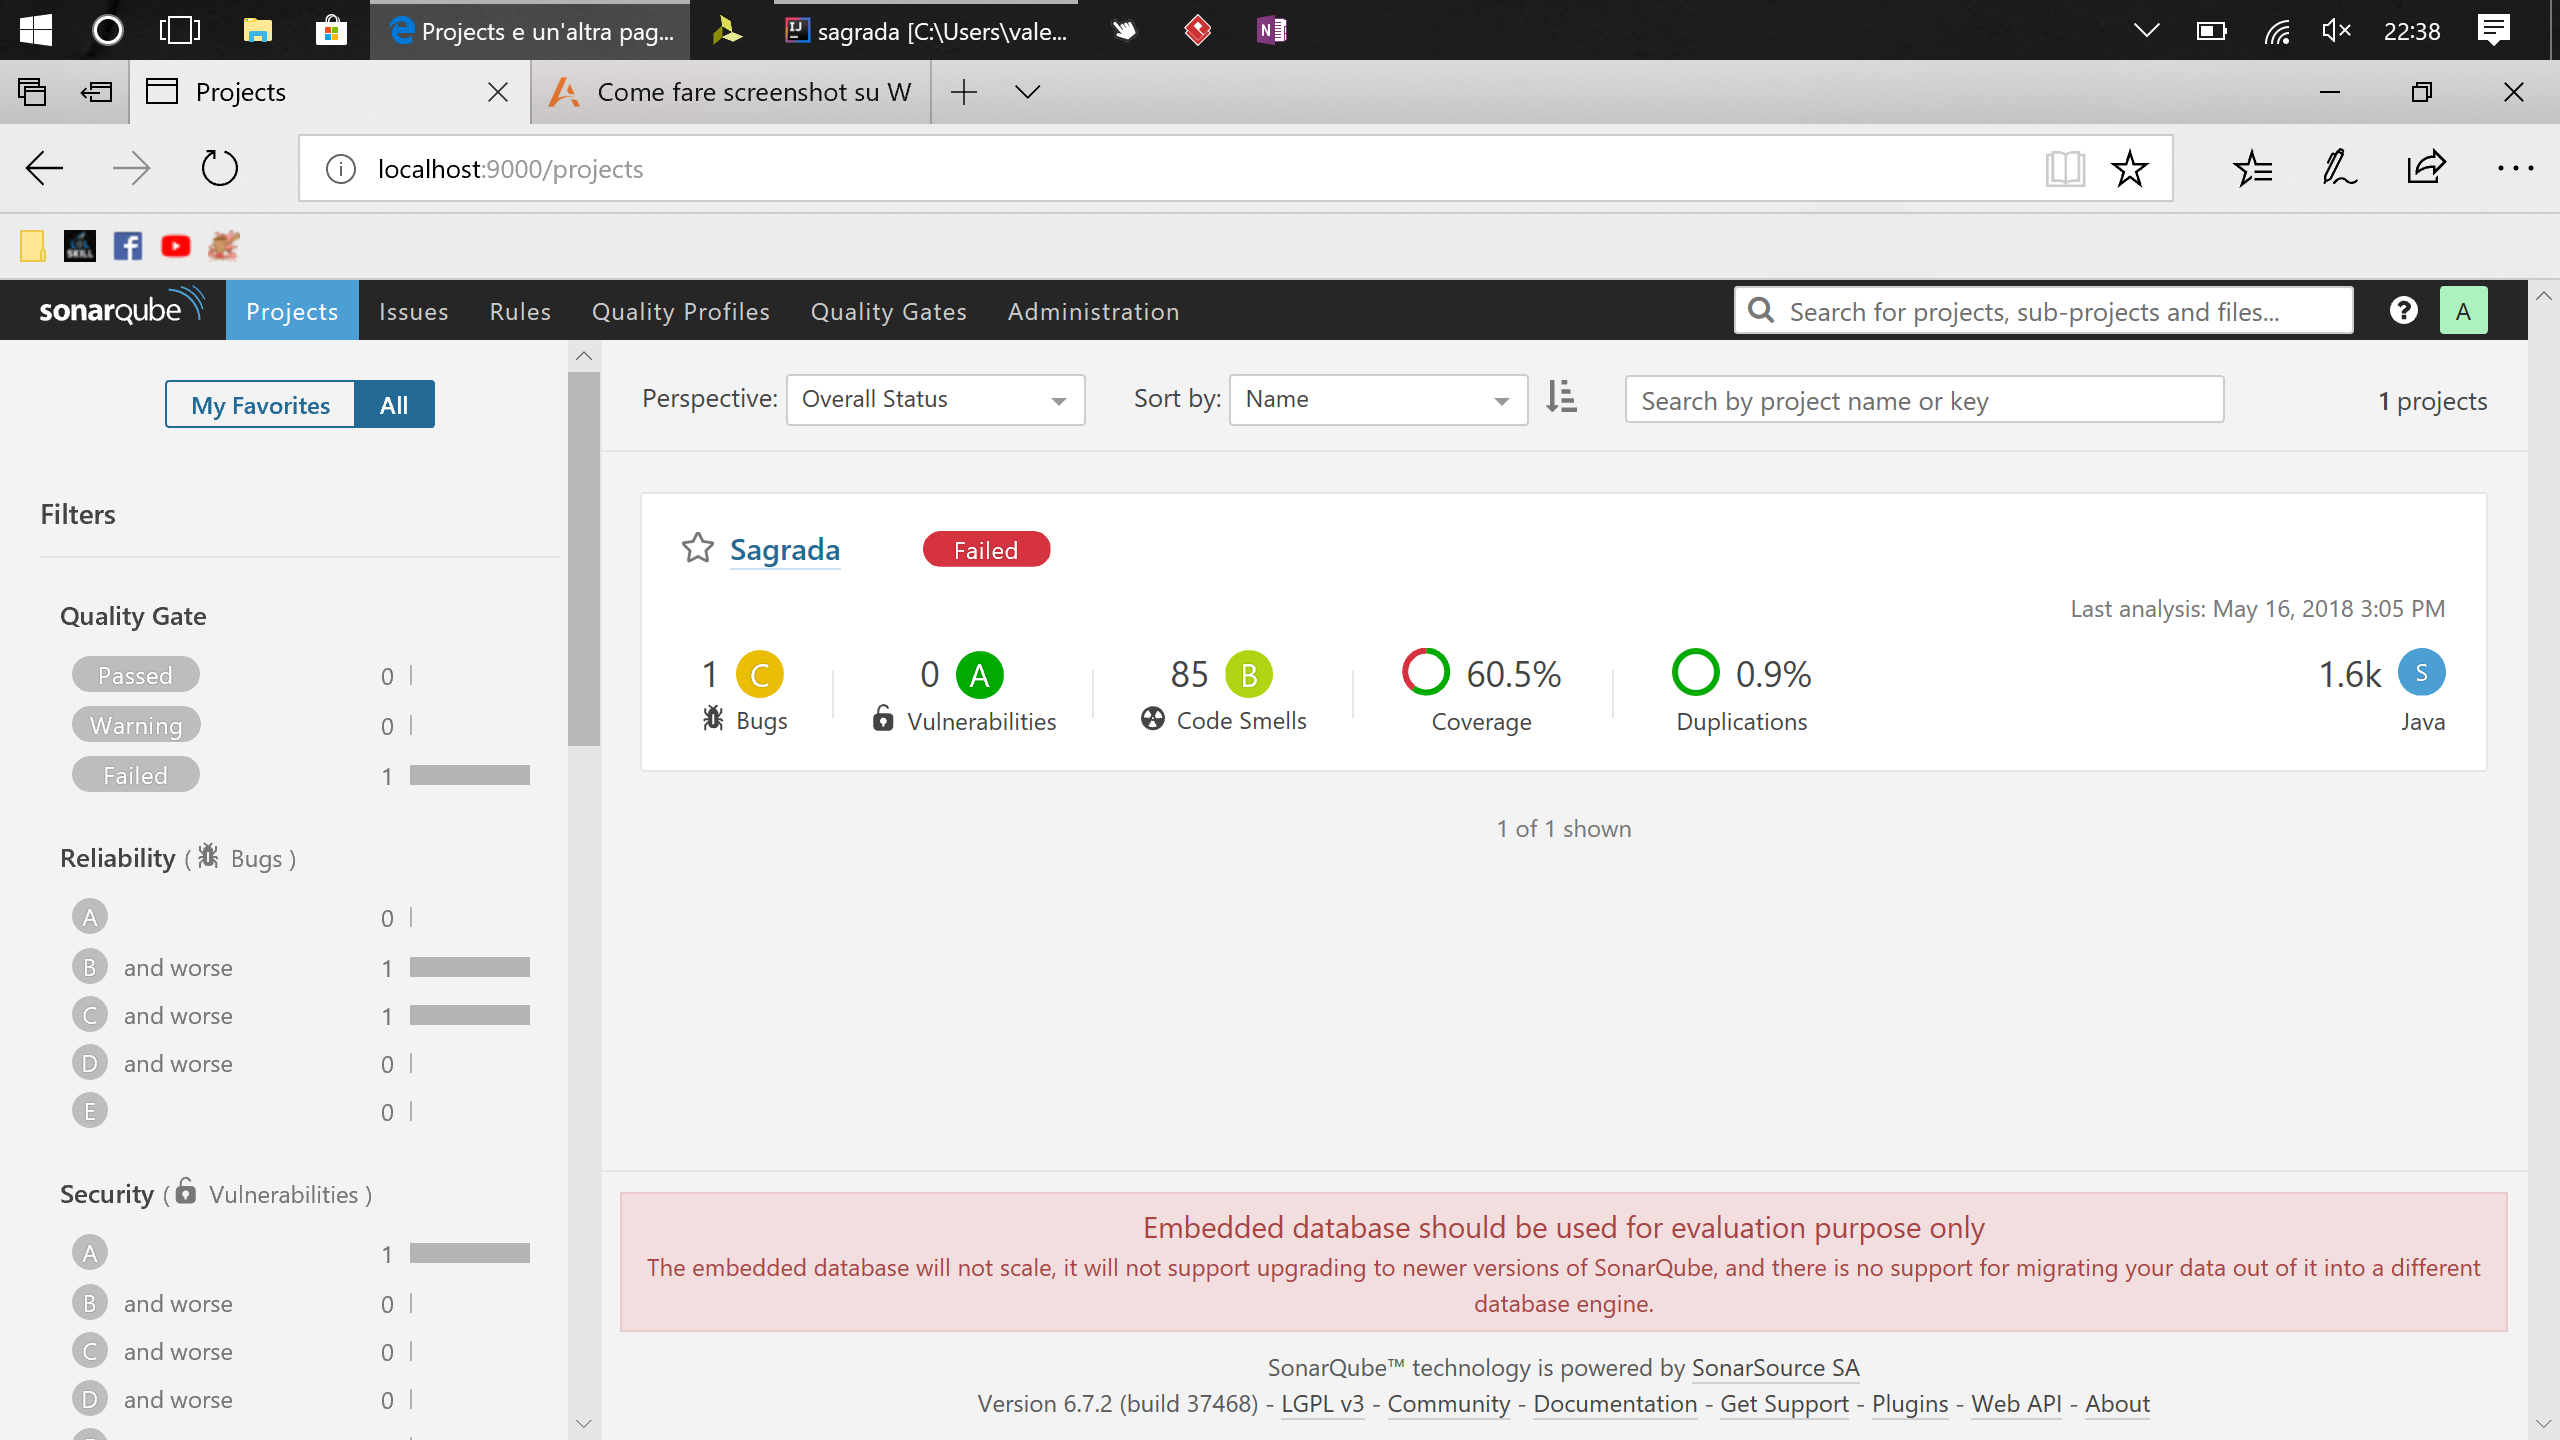 Projects e un'altra pag...
sagrada [C:\Users\vale...
22:38
Projects
Come fare screenshot su W
localhost:9000/projects
sonarqube
Projects
Issues
Rules
Quality Profiles
Quality Gates
Administration
Search for projects, sub-projects and files...
A
My Favorites
All
Perspective:
Overall Status
Sort by:
Name
Search by project name or key
1 projects
Filters
Quality Gate
Passed 0
Warning 0
Failed 1
Reliability ( Bugs )
A 0
B and worse 1
C and worse 1
D and worse 0
E 0
Security ( Vulnerabilities )
A 1
B and worse 0
C and worse 0
D and worse 0
Sagrada
Failed
Last analysis: May 16, 2018 3:05 PM
1 C
Bugs
0 A
Vulnerabilities
85 B
Code Smells
60.5%
Coverage
0.9%
Duplications
1.6k S
Java
1 of 1 shown
Embedded database should be used for evaluation purpose only
The embedded database will not scale, it will not support upgrading to newer versions of SonarQube, and there is no support for migrating your data out of it into a different
database engine.
SonarQube™ technology is powered by SonarSource SA
Version 6.7.2 (build 37468) - LGPL v3 - Community - Documentation - Get Support - Plugins - Web API - About